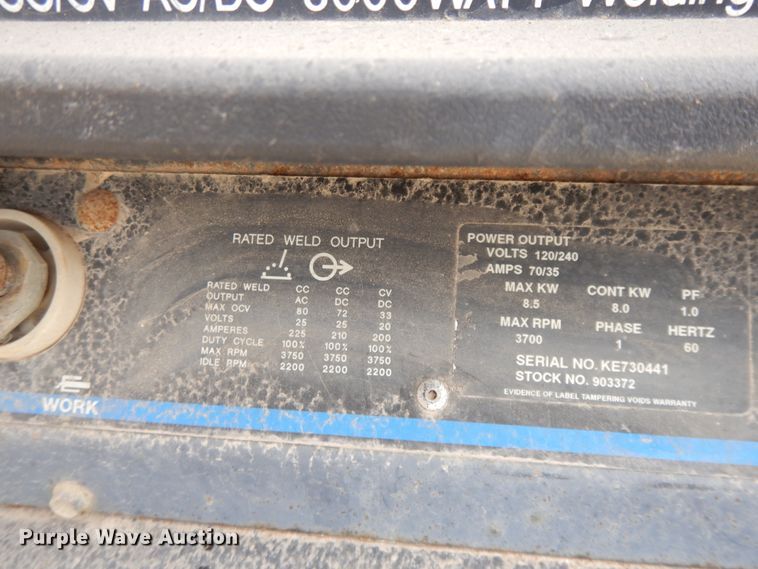 AC/DC 8000WATT Welding
RATED WELD OUTPUT
RATED WELD CC CC CV
OUTPUT AC DC DC
MAX OCV 80 72 33
VOLTS 25 25 20
AMPERES 225 210 200
DUTY CYCLE 100% 100% 100%
MAX RPM 3750 3750 3750
IDLE RPM 2200 2200 2200
POWER OUTPUT
VOLTS 120/240
AMPS 70/35
MAX KW CONT KW PF
8.5 8.0 1.0
MAX RPM PHASE HERTZ
3700 1 60
SERIAL NO. KE730441
STOCK NO. 903372
EVIDENCE OF LABEL TAMPERING VOIDS WARRANTY
WORK
Purple Wave Auction